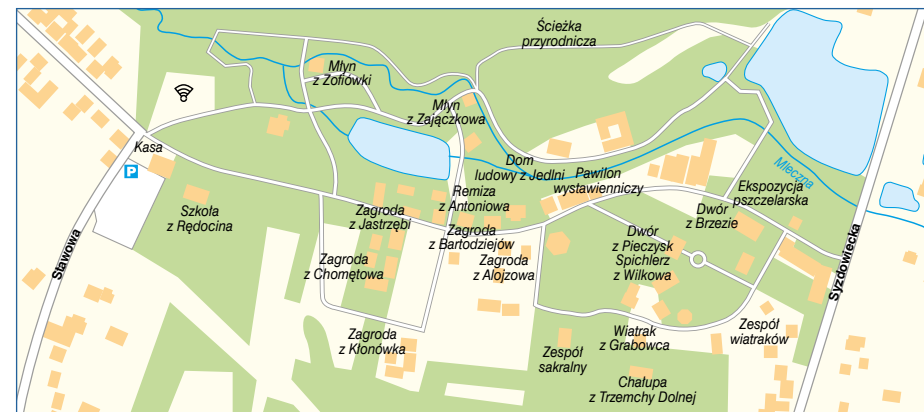 Ścieżka
przyrodnicza
Młyn
z Zofiówki
Młyn
z Zajączkowa
Kasa
P
Dom
ludowy z Jedlni
Pawilon
wystawienniczy
Mleczna
Ekspozycja
pszczelarska
Remiza
z Antoniowa
Szkoła
z Rędocina
Zagroda
z Jastrzębi
Dwór
z Brzezie
Zagroda
z Bartodziejów
Dwór
z Pieczysk
Spichlerz
z Wilkowa
Zagroda
z Chomętowa
Zagroda
z Alojzowa
Stawowa
Syzdowiecka
Zagroda
z Kłonówka
Zespół
sakralny
Wiatrak
z Grabowca
Zespół
wiatraków
Chałupa
z Trzemchy Dolnej